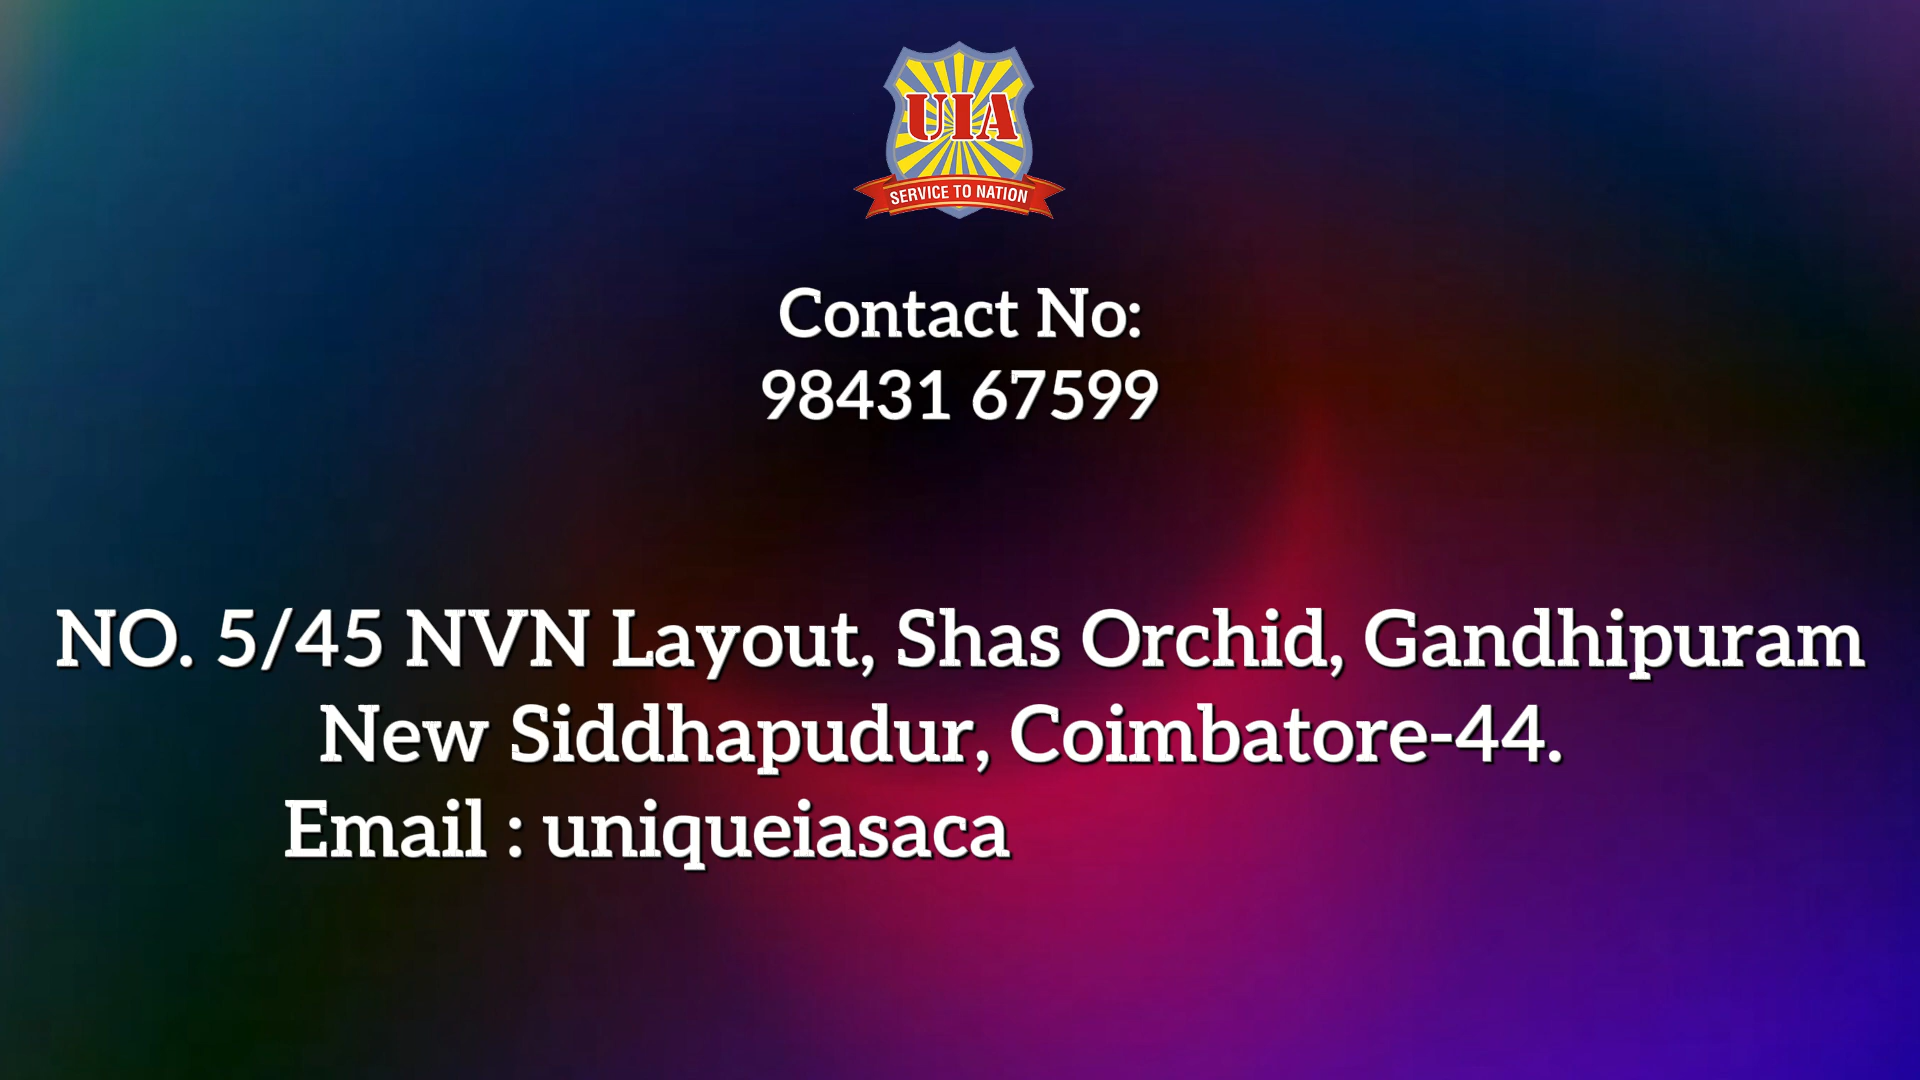 UIA
SERVICE TO NATION
Contact No:
98431 67599
NO. 5/45 NVN Layout, Shas Orchid, Gandhipuram
New Siddhapudur, Coimbatore-44.
Email : uniqueiasaca